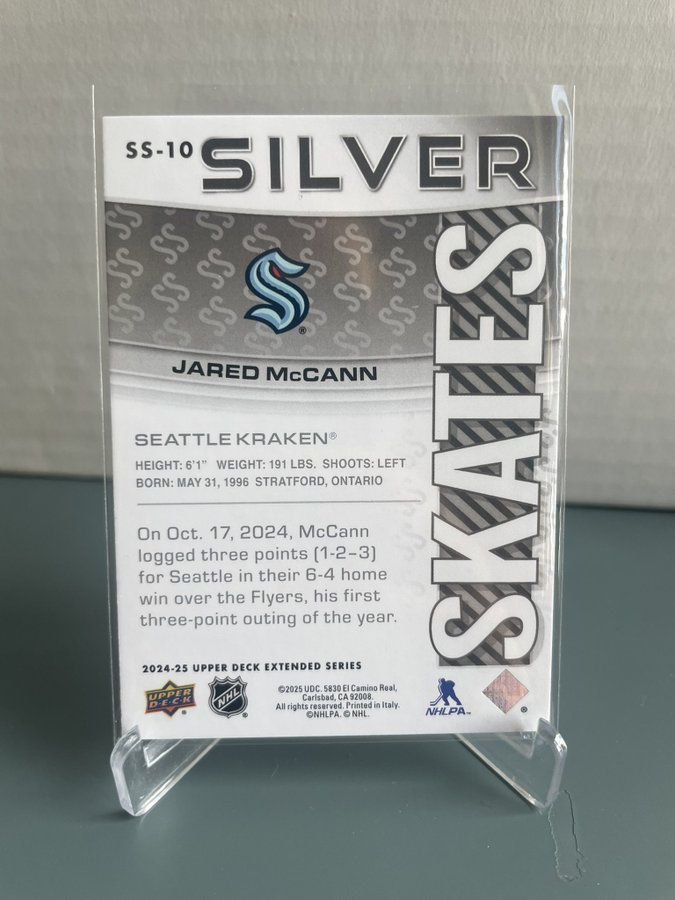 SS-10 SILVER
SKATES
JARED McCANN
SEATTLE KRAKEN®
HEIGHT: 6'1" WEIGHT: 191 LBS. SHOOTS: LEFT
BORN: MAY 31, 1996 STRATFORD, ONTARIO
On Oct. 17, 2024, McCann
logged three points (1-2–3)
for Seattle in their 6-4 home
win over the Flyers, his first
three-point outing of the year.
2024-25 UPPER DECK EXTENDED SERIES
UPPER
D·E·C·K
NHL
©2025 UDC. 5830 El Camino Real,
Carlsbad, CA 92008.
All rights reserved. Printed in Italy.
©NHLPA. © NHL.
NHLPA™